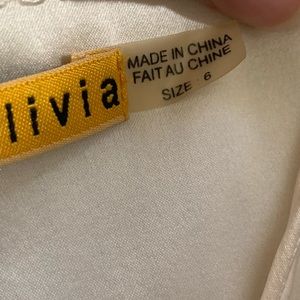 livia
MADE IN CHINA
FAIT AU CHINE
SIZE : 6